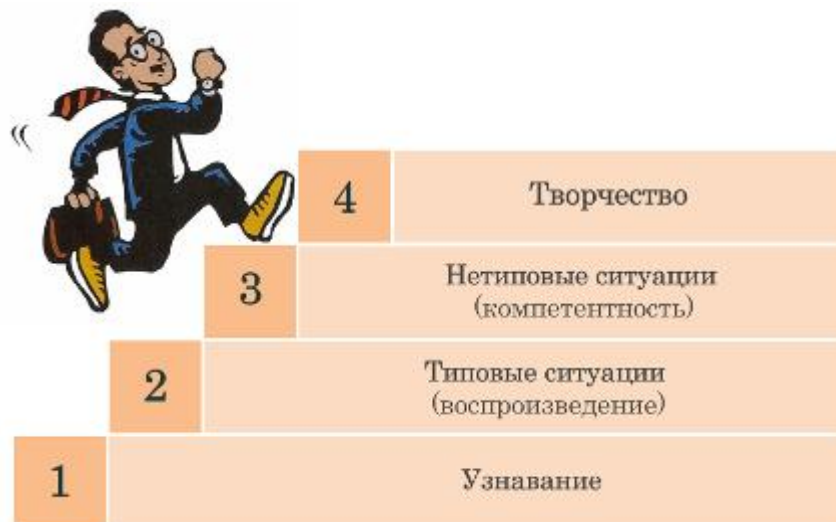 4 Творчество
3 Нетиповые ситуации
(компетентность)
2 Типовые ситуации
(воспроизведение)
1 Узнавание